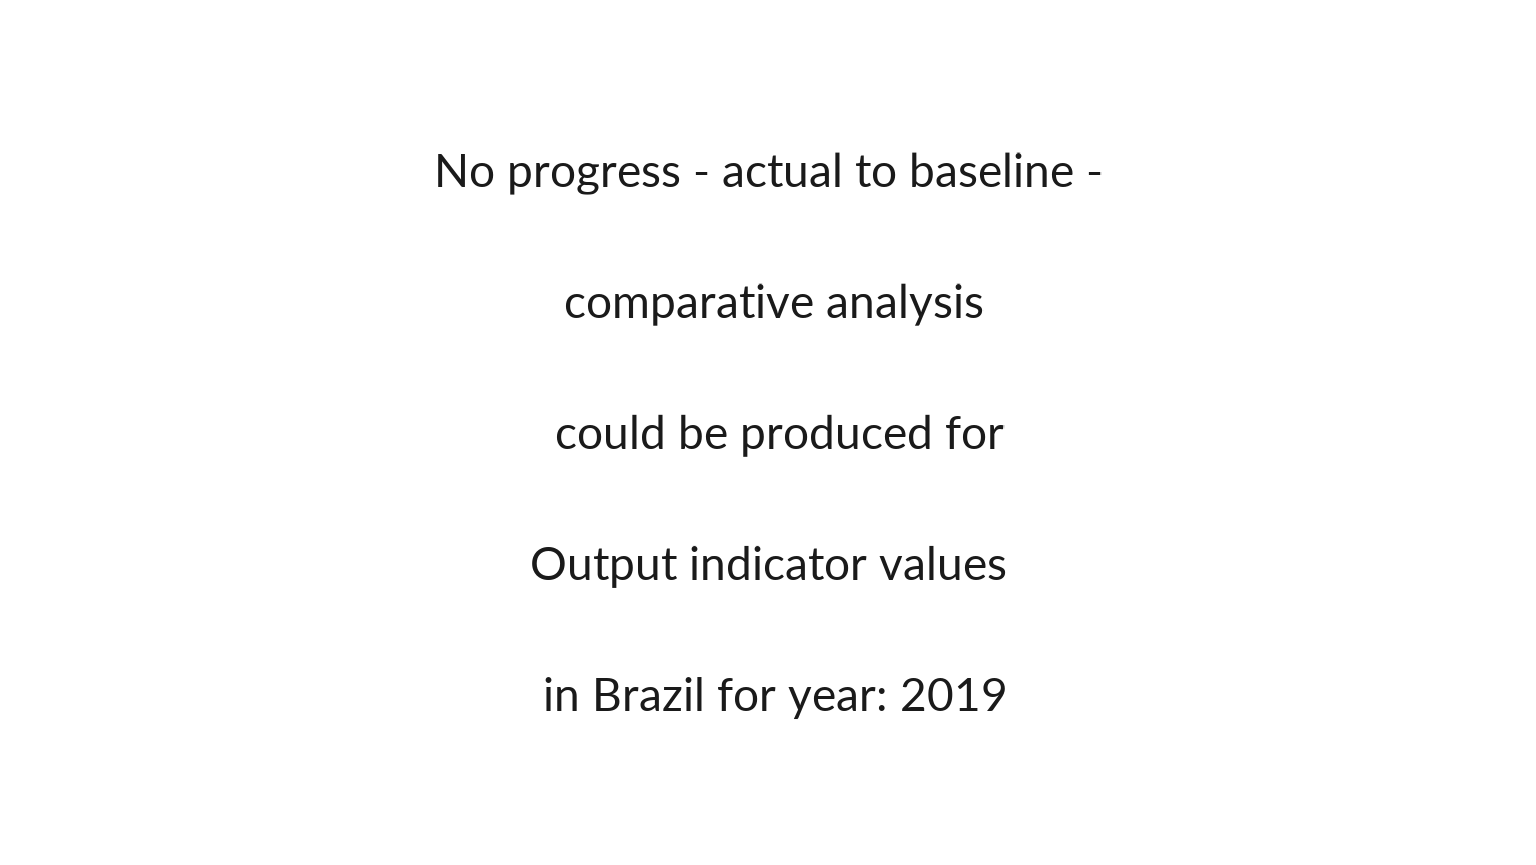 No progress - actual to baseline -
comparative analysis
could be produced for
Output indicator values
in Brazil for year: 2019